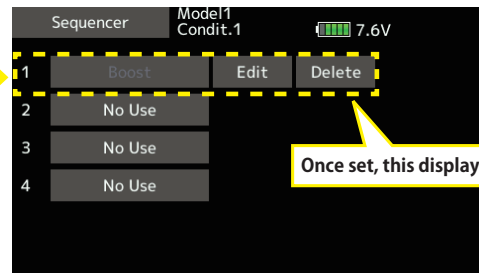 Sequencer
Model1
Condit.1
7.6V
1 Boost Edit Delete
2 No Use
3 No Use
4 No Use
Once set, this display